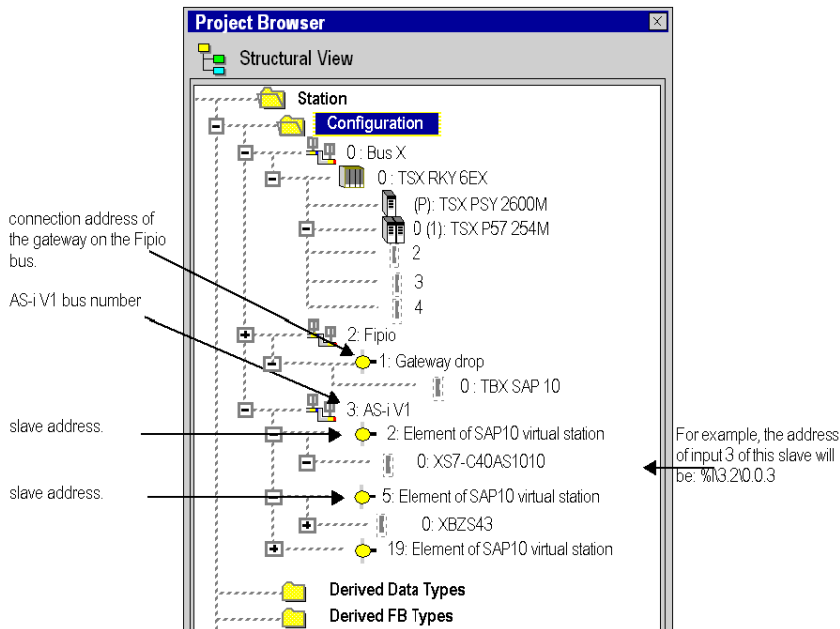 Project Browser
Structural View
Station
Configuration
0 : Bus X
0 : TSX RKY 6EX
(P): TSX PSY 2600M
0 (1): TSX P57 254M
2
3
4
2: Fipio
1: Gateway drop
0 : TBX SAP 10
3: AS-i V1
2: Element of SAP10 virtual station
0: XS7-C40AS1010
5: Element of SAP10 virtual station
0: XBZS43
19: Element of SAP10 virtual station
Derived Data Types
Derived FB Types
connection address of
the gateway on the Fipio
bus.
AS-i V1 bus number
slave address.
slave address.
For example, the address
of input 3 of this slave will
be: %I\3.2\0.0.3